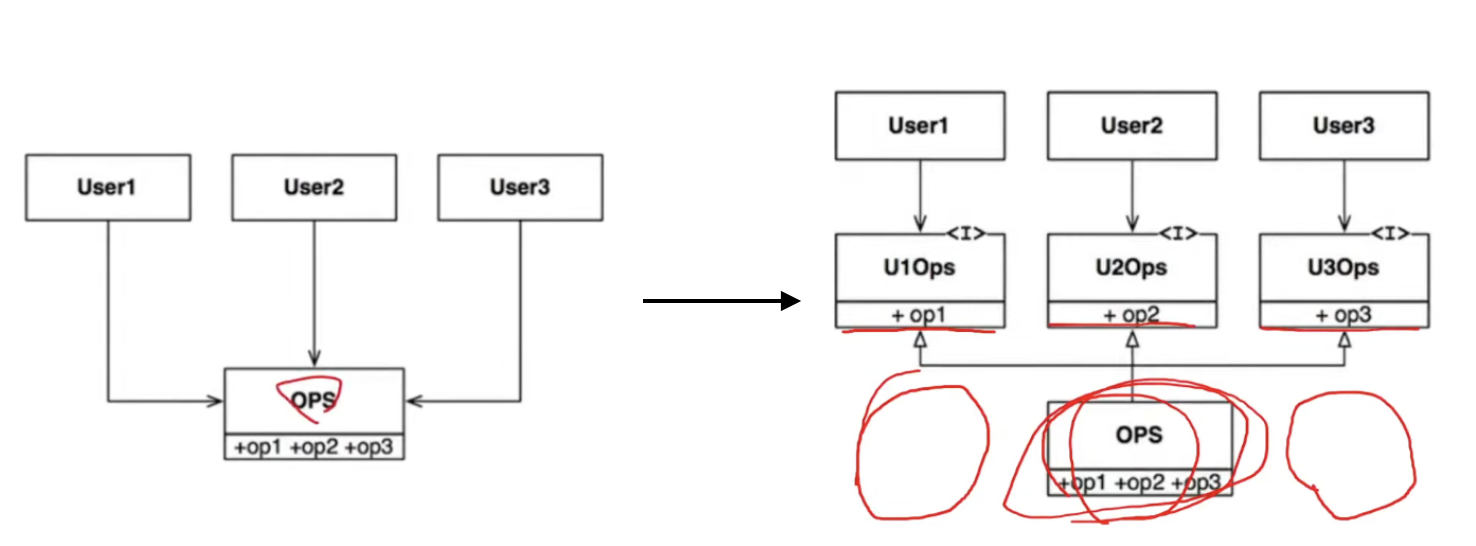 User1
User2
User3
OPS
+op1 +op2 +op3
User1
User2
User3
<I>
<I>
<I>
U1Ops
U2Ops
U3Ops
+ op1
+ op2
+ op3
OPS
+op1 +op2 +op3